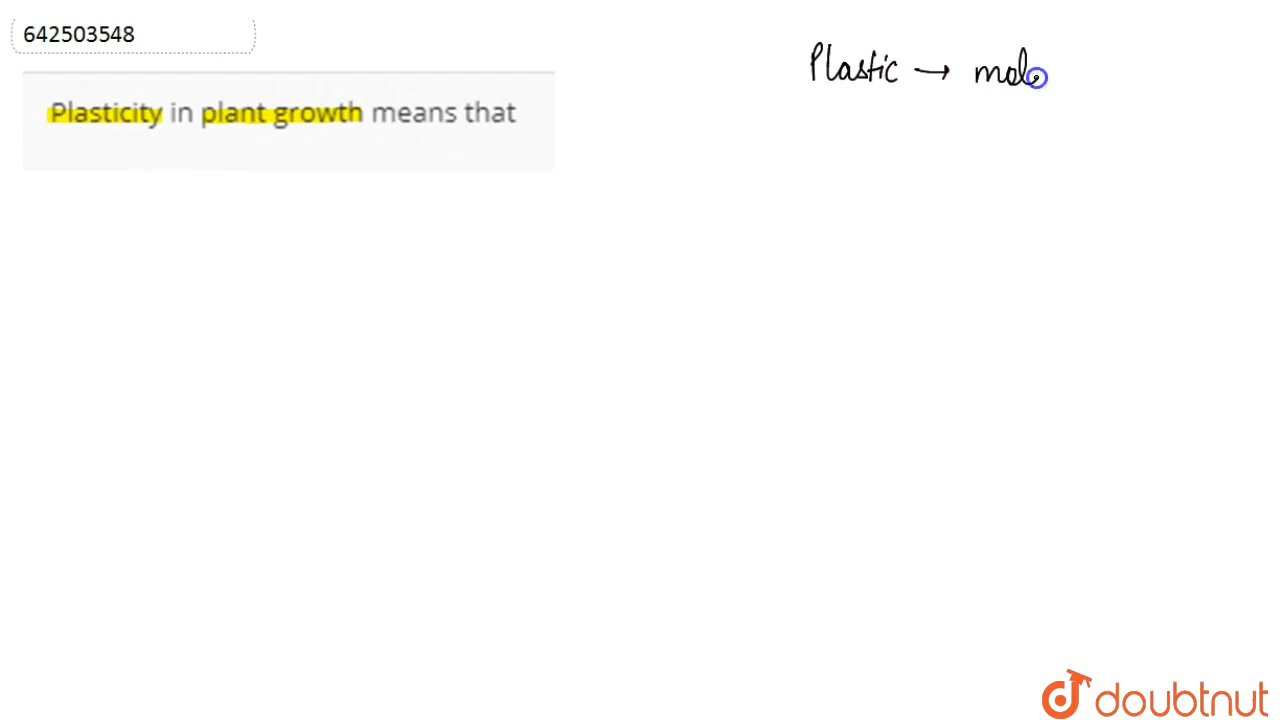 642503548
Plastic → mol
Plasticity in plant growth means that
doubtnut